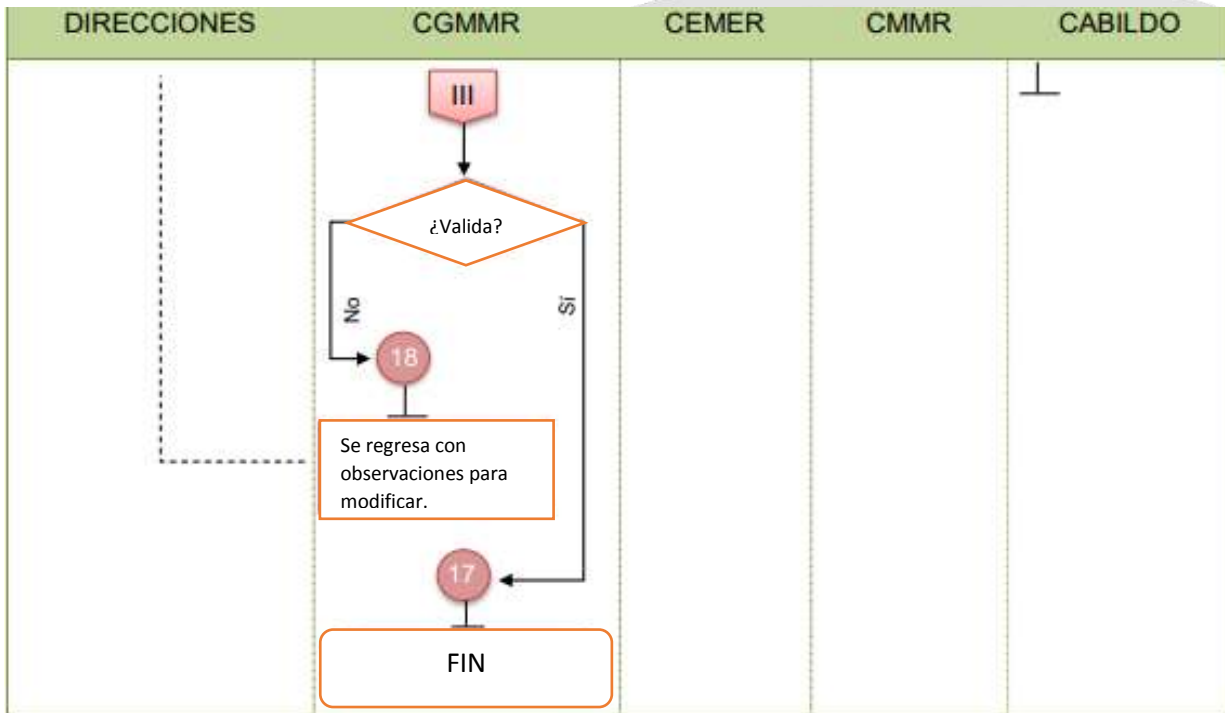 DIRECCIONES CGMMR CEMER CMMR CABILDO
III
¿Valida?
No
Sí
18
Se regresa con
observaciones para
modificar.
17
FIN